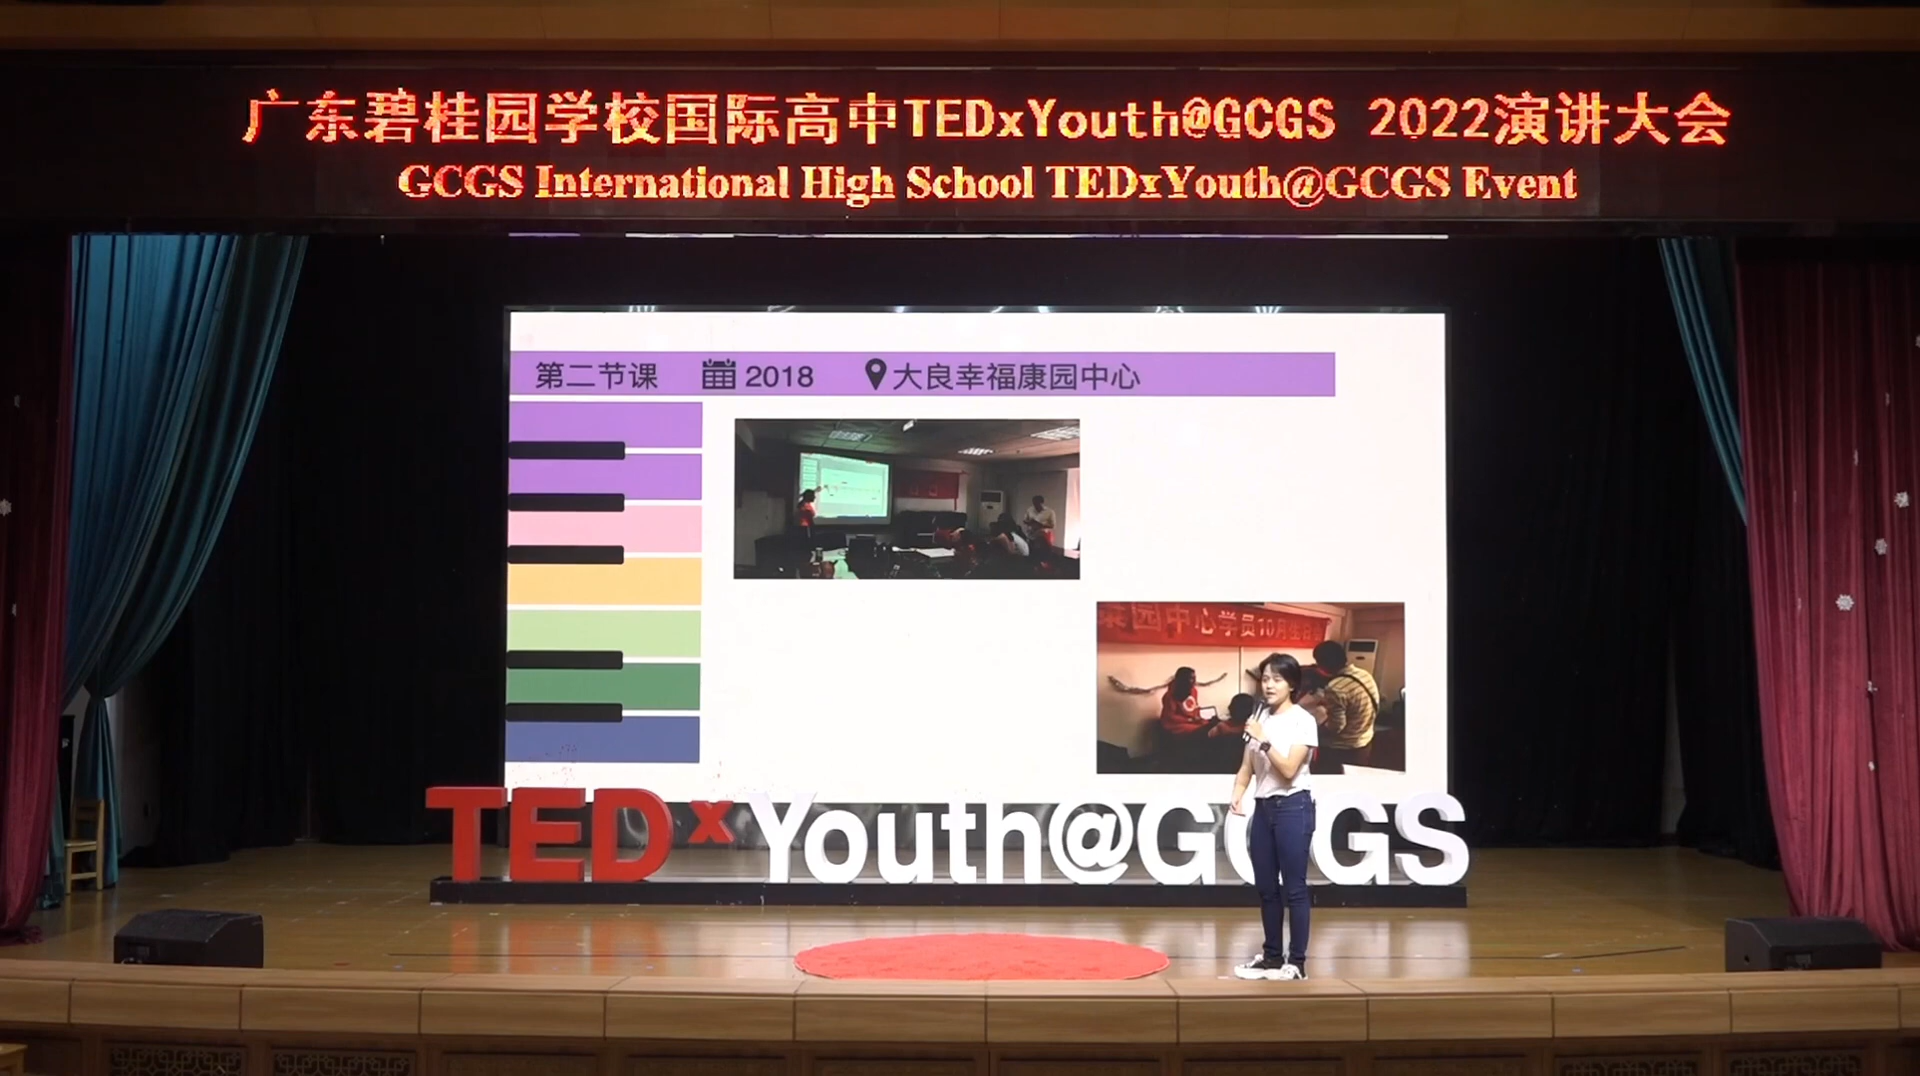 广东碧桂园学校国际高中TEDxYouth@GCGS 2022演讲大会
GCGS International High School TEDxYouth@GCGS Event
第二节课 2018 大良幸福康园中心
康园中心学员10月生日
TEDxYouth@GCGS